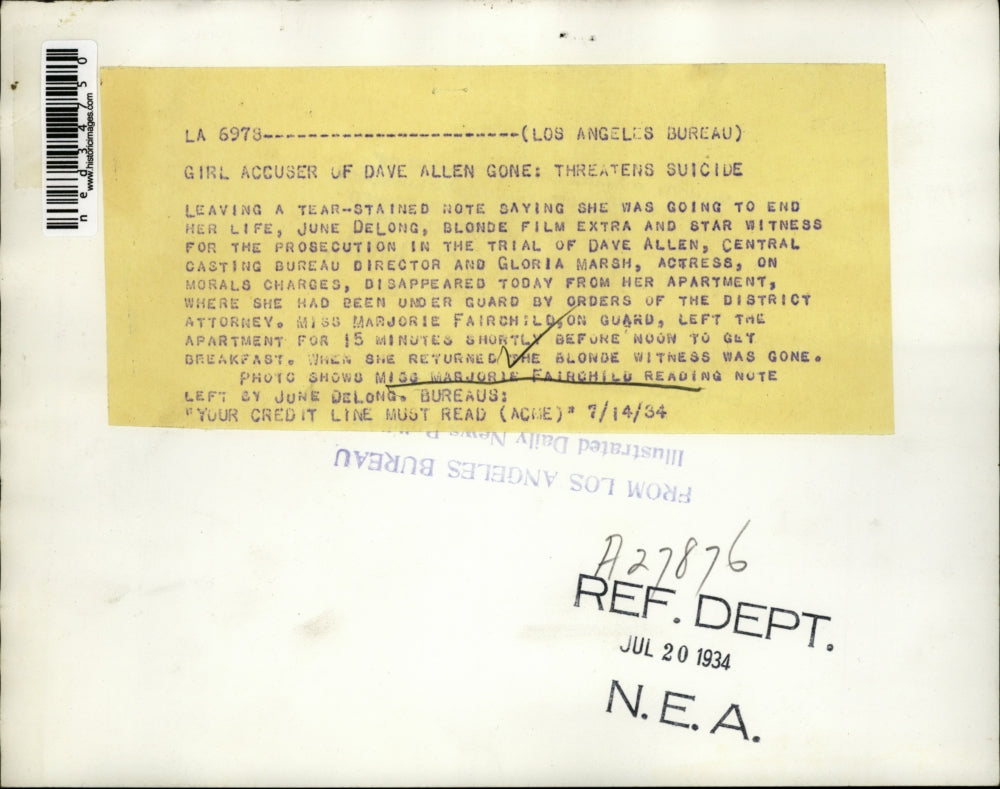 LA 6978-----------------------(LOS ANGELES BUREAU)
GIRL ACCUSER OF DAVE ALLEN GONE: THREATENS SUICIDE
LEAVING A TEAR-STAINED NOTE SAYING SHE WAS GOING TO END
HER LIFE, JUNE DELONG, BLONDE FILM EXTRA AND STAR WITNESS
FOR THE PROSECUTION IN THE TRIAL OF DAVE ALLEN, CENTRAL
CASTING BUREAU DIRECTOR AND GLORIA MARSH, ACTRESS, ON
MORALS CHARGES, DISAPPEARED TODAY FROM HER APARTMENT,
WHERE SHE HAD BEEN UNDER GUARD BY ORDERS OF THE DISTRICT
ATTORNEY. MISS MARJORIE FAIRCHILD,ON GUARD, LEFT THE
APARTMENT FOR 15 MINUTES SHORTLY BEFORE NOON TO GET
BREAKFAST. WHEN SHE RETURNED THE BLONDE WITNESS WAS GONE.
PHOTO SHOWS MISS MARJORIE FAIRCHILD READING NOTE
LEFT BY JUNE DELONG. BUREAUS:
"YOUR CREDIT LINE MUST READ (ACME)" 7/14/34
Illustrated Daily News
FROM LOS ANGELES BUREAU
A27876
REF. DEPT.
JUL 20 1934
N.E.A.
ned34750
www.historicimages.com